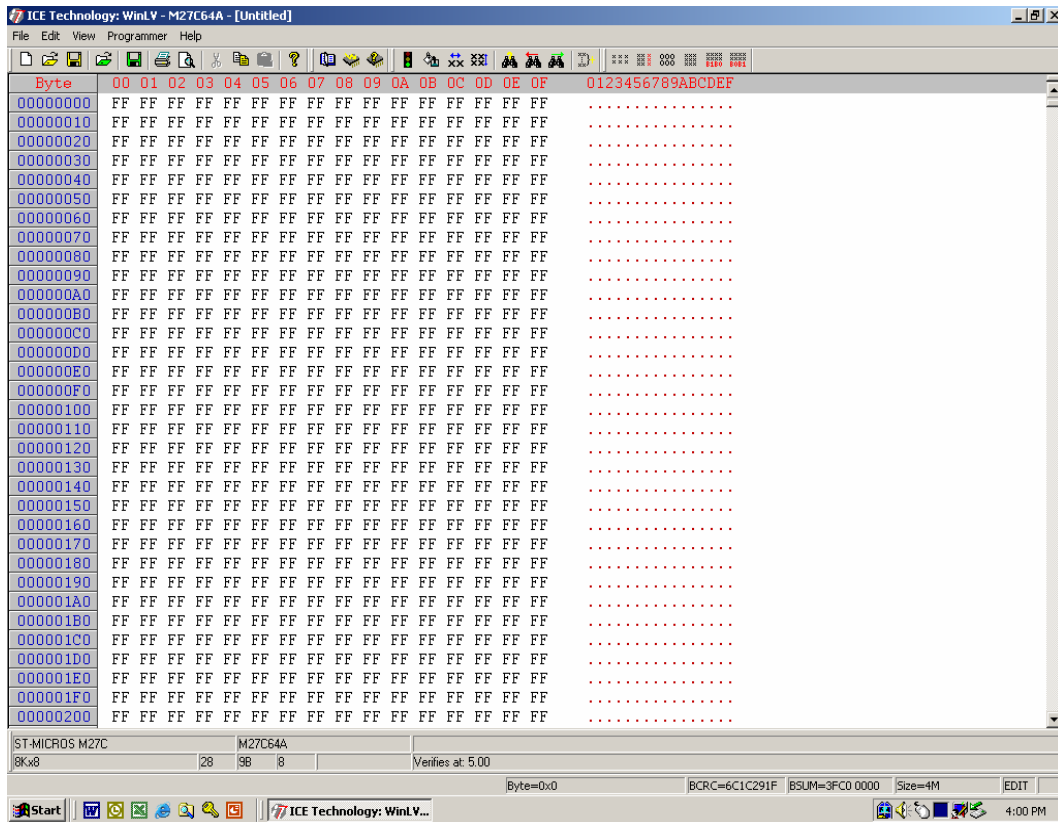 ICE Technology: WinLV - M27C64A - [Untitled]
File Edit View Programmer Help
Byte 00 01 02 03 04 05 06 07 08 09 0A 0B 0C 0D 0E 0F 0123456789ABCDEF
00000000 FF FF FF FF FF FF FF FF FF FF FF FF FF FF FF FF ................
00000010 FF FF FF FF FF FF FF FF FF FF FF FF FF FF FF FF ................
00000020 FF FF FF FF FF FF FF FF FF FF FF FF FF FF FF FF ................
00000030 FF FF FF FF FF FF FF FF FF FF FF FF FF FF FF FF ................
00000040 FF FF FF FF FF FF FF FF FF FF FF FF FF FF FF FF ................
00000050 FF FF FF FF FF FF FF FF FF FF FF FF FF FF FF FF ................
00000060 FF FF FF FF FF FF FF FF FF FF FF FF FF FF FF FF ................
00000070 FF FF FF FF FF FF FF FF FF FF FF FF FF FF FF FF ................
00000080 FF FF FF FF FF FF FF FF FF FF FF FF FF FF FF FF ................
00000090 FF FF FF FF FF FF FF FF FF FF FF FF FF FF FF FF ................
000000A0 FF FF FF FF FF FF FF FF FF FF FF FF FF FF FF FF ................
000000B0 FF FF FF FF FF FF FF FF FF FF FF FF FF FF FF FF ................
000000C0 FF FF FF FF FF FF FF FF FF FF FF FF FF FF FF FF ................
000000D0 FF FF FF FF FF FF FF FF FF FF FF FF FF FF FF FF ................
000000E0 FF FF FF FF FF FF FF FF FF FF FF FF FF FF FF FF ................
000000F0 FF FF FF FF FF FF FF FF FF FF FF FF FF FF FF FF ................
00000100 FF FF FF FF FF FF FF FF FF FF FF FF FF FF FF FF ................
00000110 FF FF FF FF FF FF FF FF FF FF FF FF FF FF FF FF ................
00000120 FF FF FF FF FF FF FF FF FF FF FF FF FF FF FF FF ................
00000130 FF FF FF FF FF FF FF FF FF FF FF FF FF FF FF FF ................
00000140 FF FF FF FF FF FF FF FF FF FF FF FF FF FF FF FF ................
00000150 FF FF FF FF FF FF FF FF FF FF FF FF FF FF FF FF ................
00000160 FF FF FF FF FF FF FF FF FF FF FF FF FF FF FF FF ................
00000170 FF FF FF FF FF FF FF FF FF FF FF FF FF FF FF FF ................
00000180 FF FF FF FF FF FF FF FF FF FF FF FF FF FF FF FF ................
00000190 FF FF FF FF FF FF FF FF FF FF FF FF FF FF FF FF ................
000001A0 FF FF FF FF FF FF FF FF FF FF FF FF FF FF FF FF ................
000001B0 FF FF FF FF FF FF FF FF FF FF FF FF FF FF FF FF ................
000001C0 FF FF FF FF FF FF FF FF FF FF FF FF FF FF FF FF ................
000001D0 FF FF FF FF FF FF FF FF FF FF FF FF FF FF FF FF ................
000001E0 FF FF FF FF FF FF FF FF FF FF FF FF FF FF FF FF ................
000001F0 FF FF FF FF FF FF FF FF FF FF FF FF FF FF FF FF ................
00000200 FF FF FF FF FF FF FF FF FF FF FF FF FF FF FF FF ................
ST-MICROS M27C M27C64A
8Kx8 28 9B 8 Verifies at: 5.00
Byte=0x0 BCRC=6C1C291F BSUM=3FC0 0000 Size=4M EDIT
Start ICE Technology: WinLV... 4:00 PM